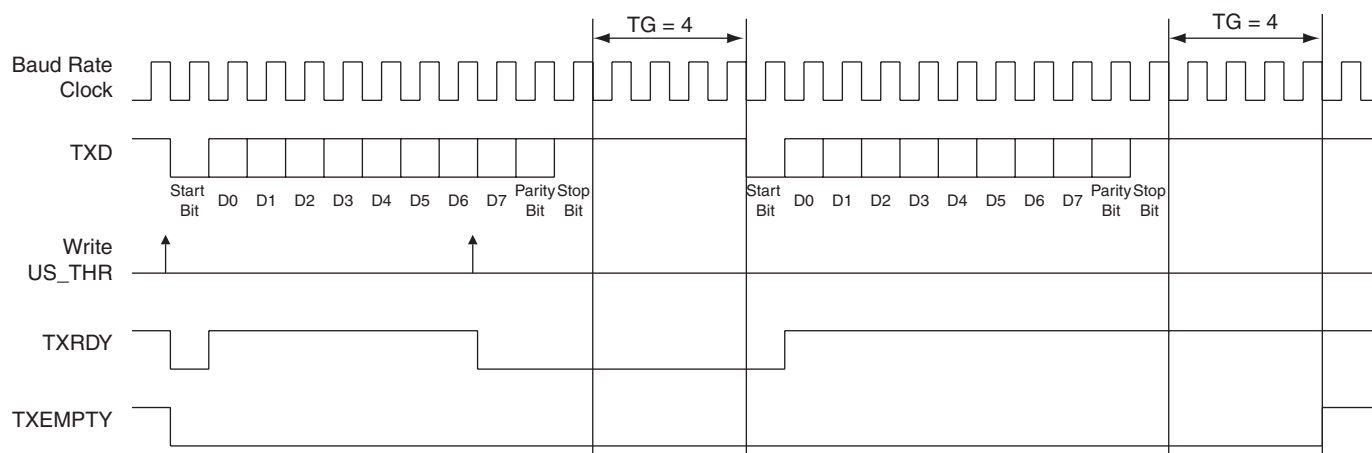 TG = 4
TG = 4
Baud Rate
Clock
TXD
Start
Bit
D0
D1
D2
D3
D4
D5
D6
D7
Parity
Bit
Stop
Bit
Start
Bit
D0
D1
D2
D3
D4
D5
D6
D7
Parity
Bit
Stop
Bit
Write
US_THR
TXRDY
TXEMPTY